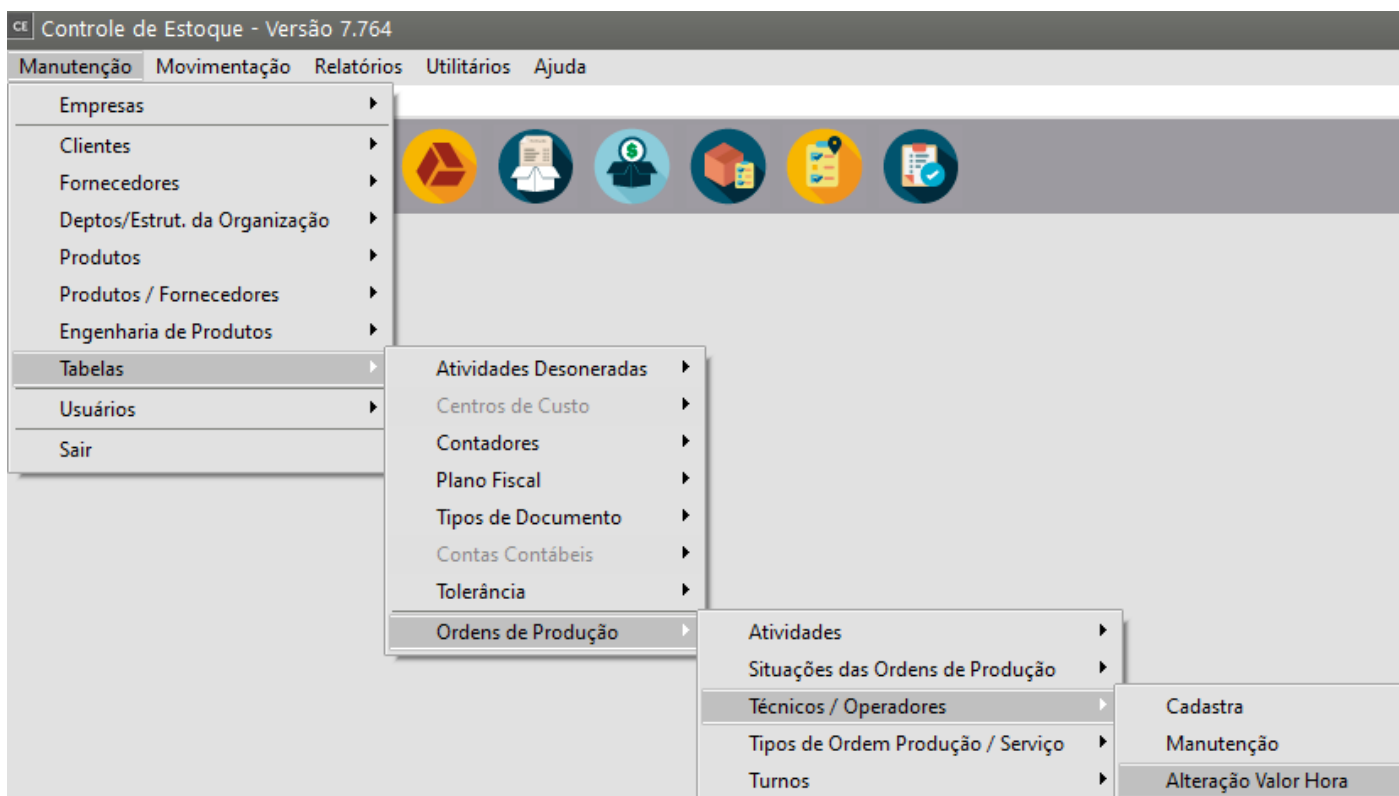 CE Controle de Estoque - Versão 7.764
Manutenção Movimentação Relatórios Utilitários Ajuda
Empresas
Clientes
Fornecedores
Deptos/Estrut. da Organização
Produtos
Produtos / Fornecedores
Engenharia de Produtos
Tabelas
Usuários
Sair
Atividades Desoneradas
Centros de Custo
Contadores
Plano Fiscal
Tipos de Documento
Contas Contábeis
Tolerância
Ordens de Produção
Atividades
Situações das Ordens de Produção
Técnicos / Operadores
Tipos de Ordem Produção / Serviço
Turnos
Cadastra
Manutenção
Alteração Valor Hora